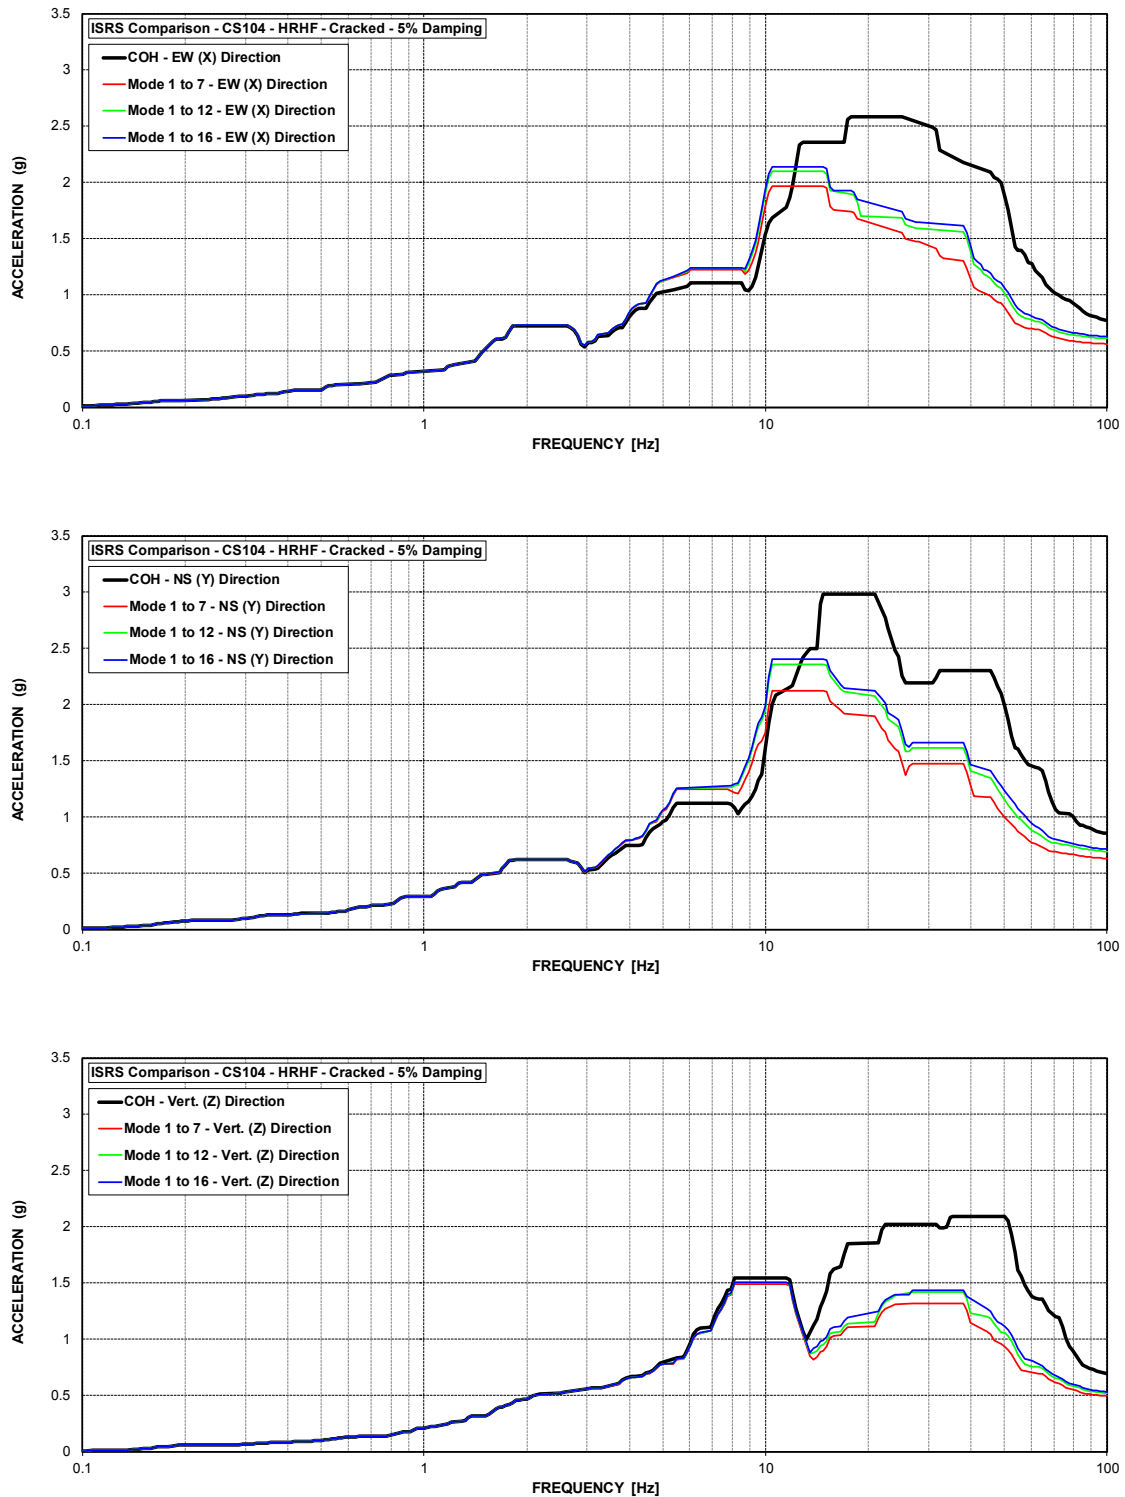 ISRS Comparison - CS104 - HRHF - Cracked - 5% Damping
COH - EW (X) Direction
Mode 1 to 7 - EW (X) Direction
Mode 1 to 12 - EW (X) Direction
Mode 1 to 16 - EW (X) Direction
3.5
3
2.5
2
1.5
1
0.5
0
ACCELERATION (g)
0.1 1 10 100
FREQUENCY [Hz]
ISRS Comparison - CS104 - HRHF - Cracked - 5% Damping
COH - NS (Y) Direction
Mode 1 to 7 - NS (Y) Direction
Mode 1 to 12 - NS (Y) Direction
Mode 1 to 16 - NS (Y) Direction
3.5
3
2.5
2
1.5
1
0.5
0
ACCELERATION (g)
0.1 1 10 100
FREQUENCY [Hz]
ISRS Comparison - CS104 - HRHF - Cracked - 5% Damping
COH - Vert. (Z) Direction
Mode 1 to 7 - Vert. (Z) Direction
Mode 1 to 12 - Vert. (Z) Direction
Mode 1 to 16 - Vert. (Z) Direction
3.5
3
2.5
2
1.5
1
0.5
0
ACCELERATION (g)
0.1 1 10 100
FREQUENCY [Hz]